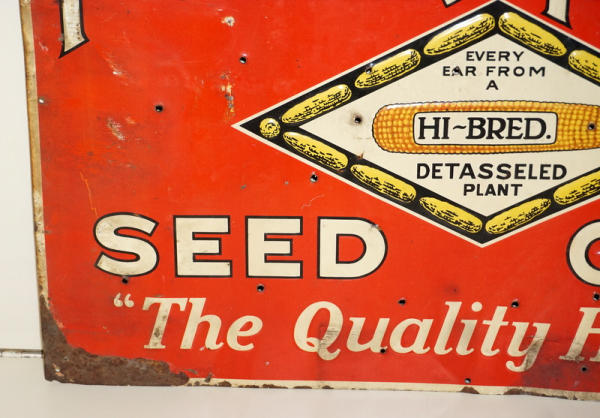 EVERY
EAR FROM
A
HI~BRED.
DETASSELED
PLANT
SEED
"The Quality